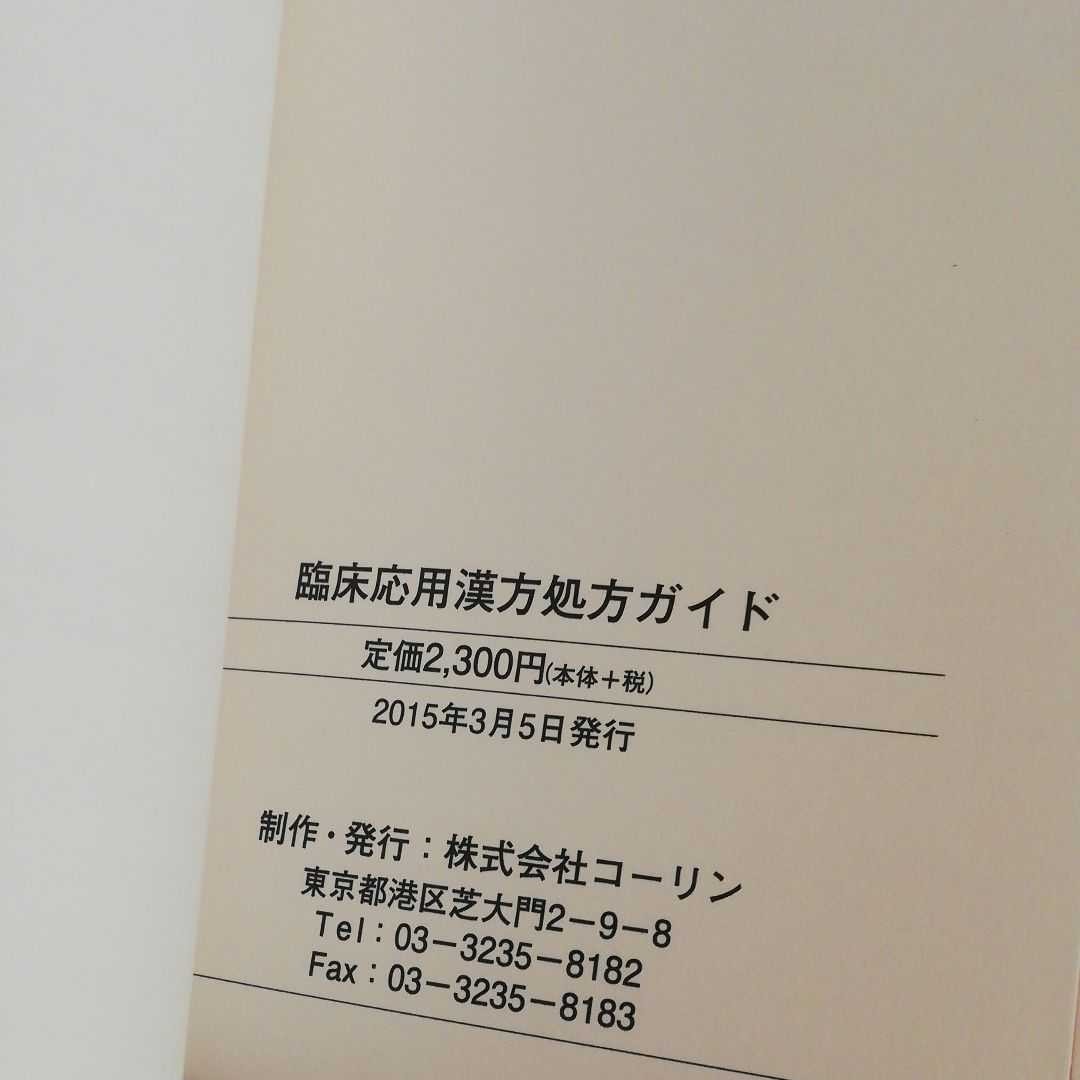 臨床応用漢方処方ガイド
定価2,300円(本体+税)
2015年3月5日発行
制作・発行：株式会社コーリン
東京都港区芝大門2-9-8
Tel：03-3235-8182
Fax：03-3235-8183